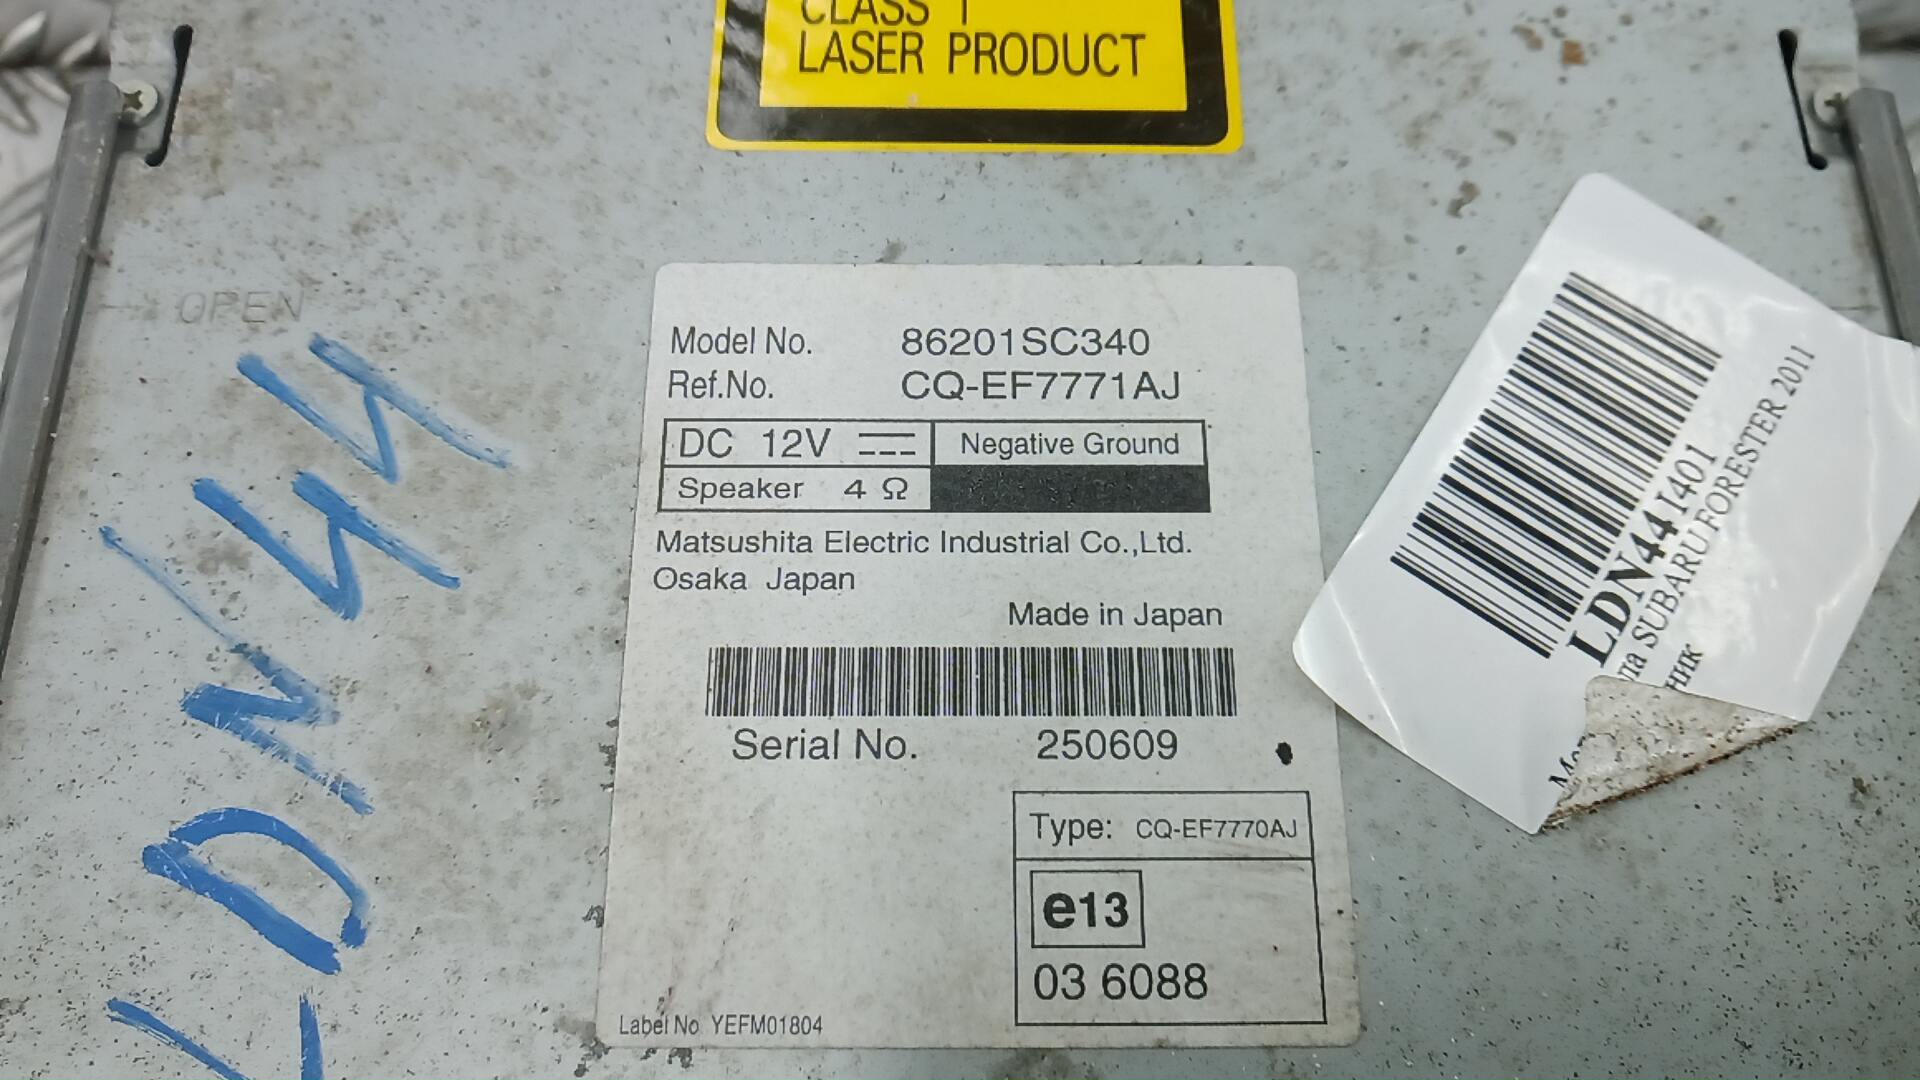 CLASS 1
LASER PRODUCT
OPEN
LDN44
Model No. 86201SC340
Ref.No. CQ-EF7771AJ
DC 12V Negative Ground
Speaker 4 Ω
Matsushita Electric Industrial Co.,Ltd.
Osaka Japan
Made in Japan
Serial No. 250609
Type: CQ-EF7770AJ
e13
03 6088
Label No. YEFM01804
LDN44 I401
SUBARU FORESTER 2011